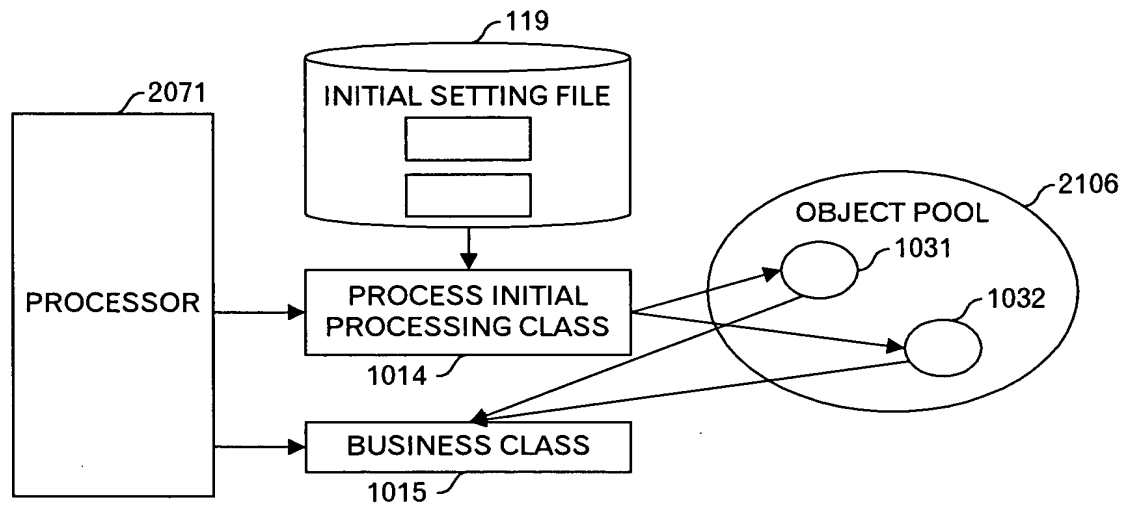 119
2071
INITIAL SETTING FILE
2106
OBJECT POOL
1031
PROCESSOR
PROCESS INITIAL
PROCESSING CLASS
1032
1014
BUSINESS CLASS
1015